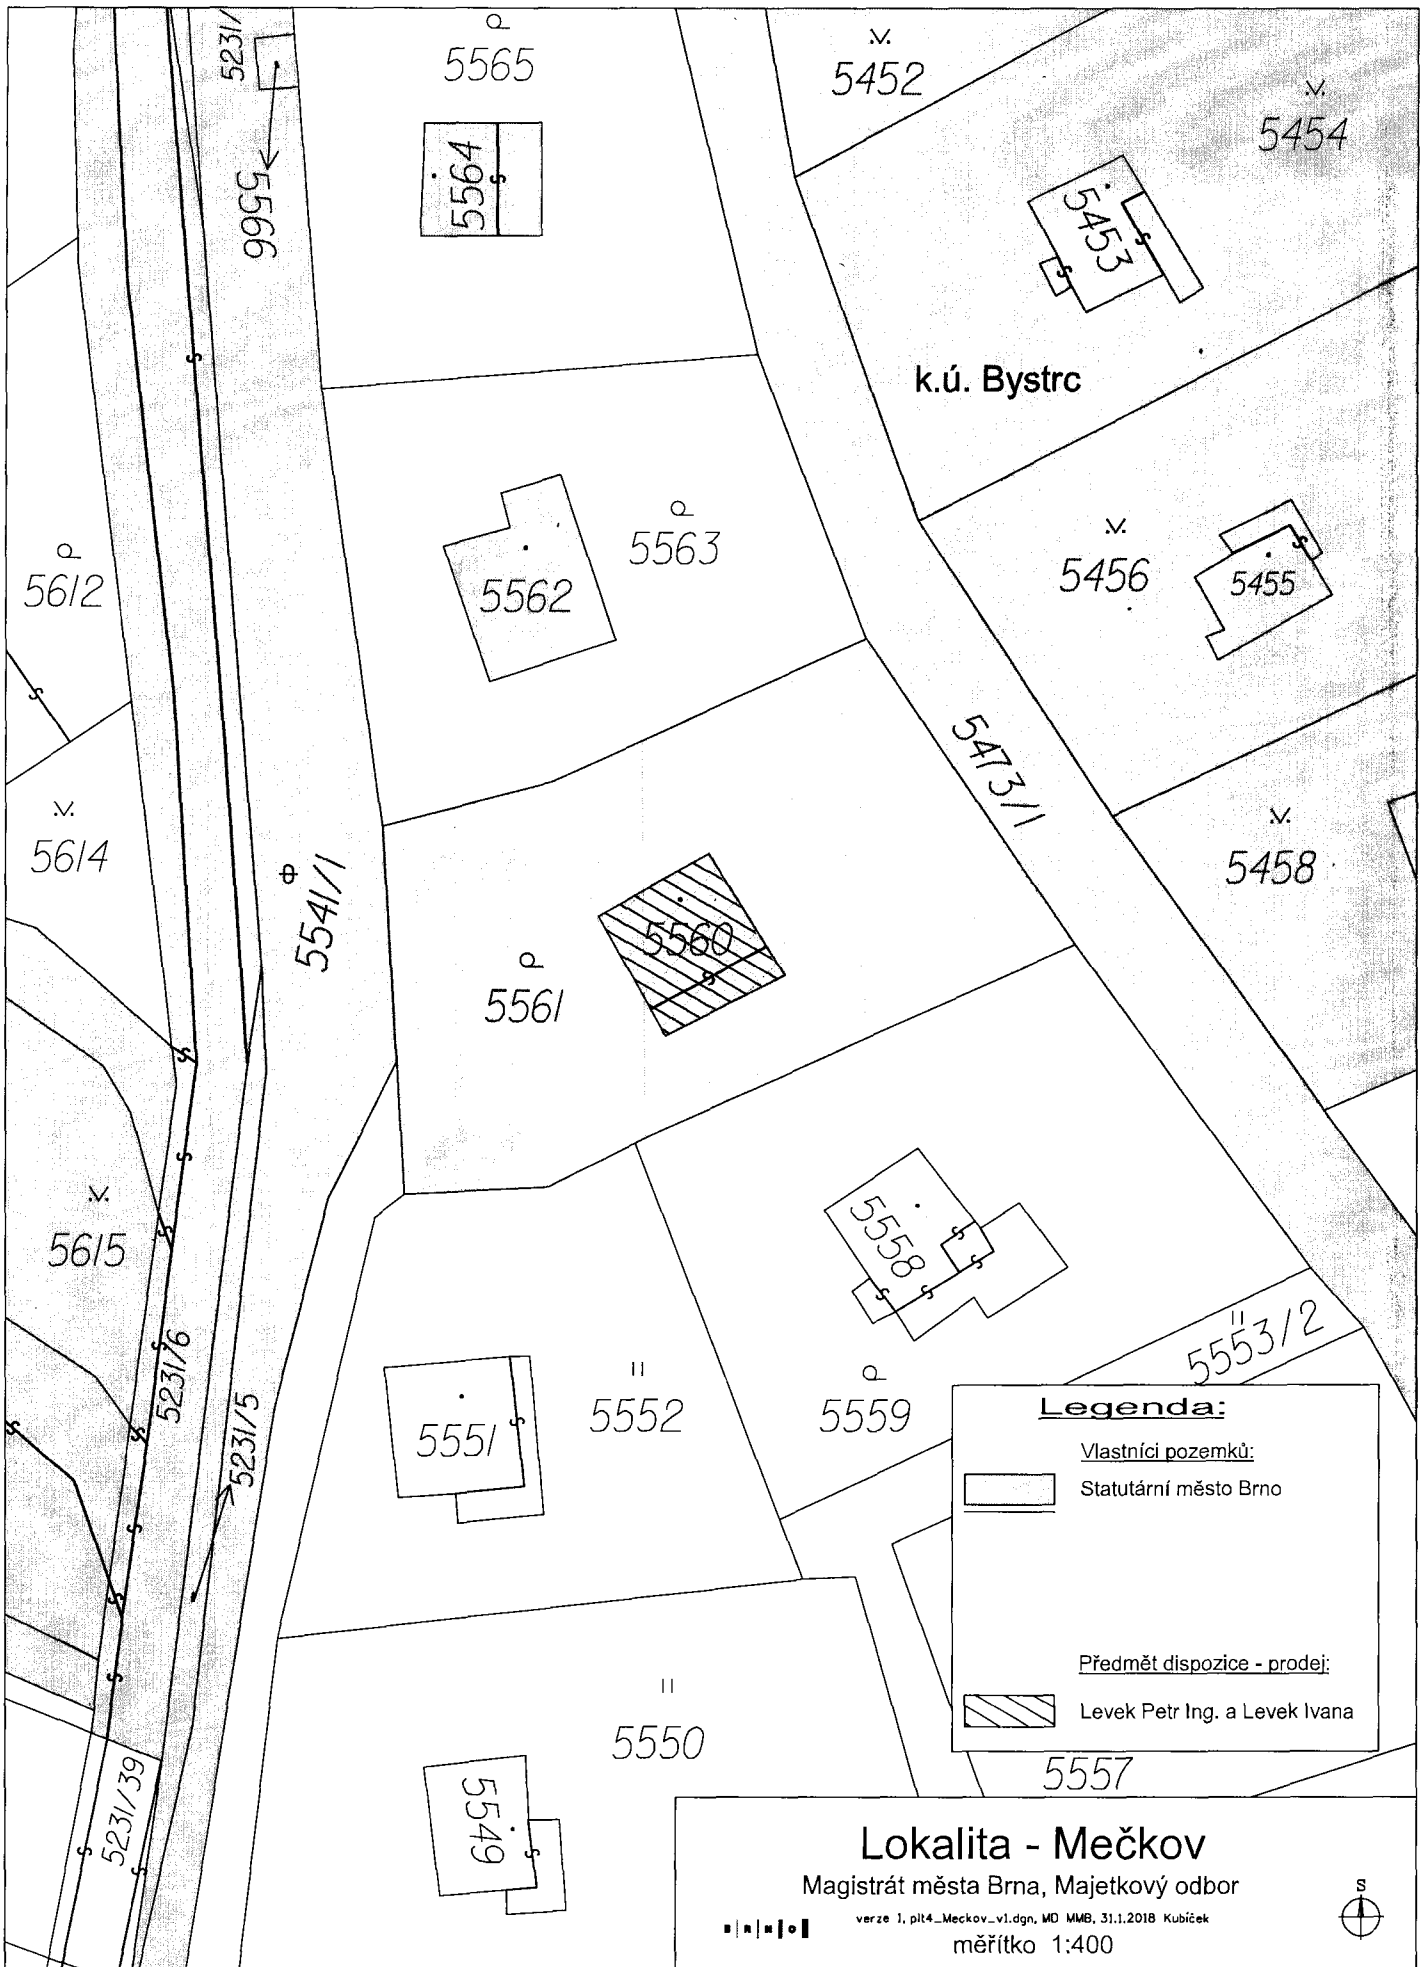 5231/
5565
5452
5454
5564
5566
5453
k.ú. Bystrc
5612
5562
5563
5456
5455
5473/1
5614
5541/1
5458
5560
5561
5615
5558
5231/6
5231/5
5553/2
5551
5552
5559
Legenda:
Vlastníci pozemků:
Statutární město Brno
Předmět dispozice - prodej:
Levek Petr Ing. a Levek Ivana
5550
5557
5231/39
5549
Lokalita - Mečkov
Magistrát města Brna, Majetkový odbor
B R N O
verze 1, plt4_Meckov_v1.dgn, MD MMB, 31.1.2018 Kubíček
měřítko 1:400
S